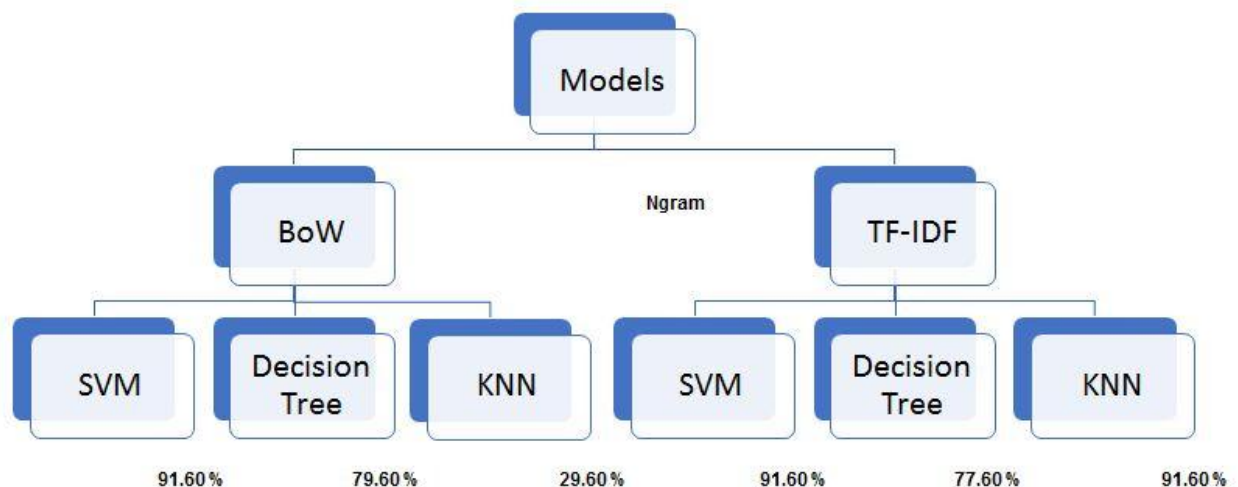 Models
BoW
Ngram
TF-IDF
SVM
Decision
Tree
KNN
SVM
Decision
Tree
KNN
91.60% 79.60% 29.60% 91.60% 77.60% 91.60%